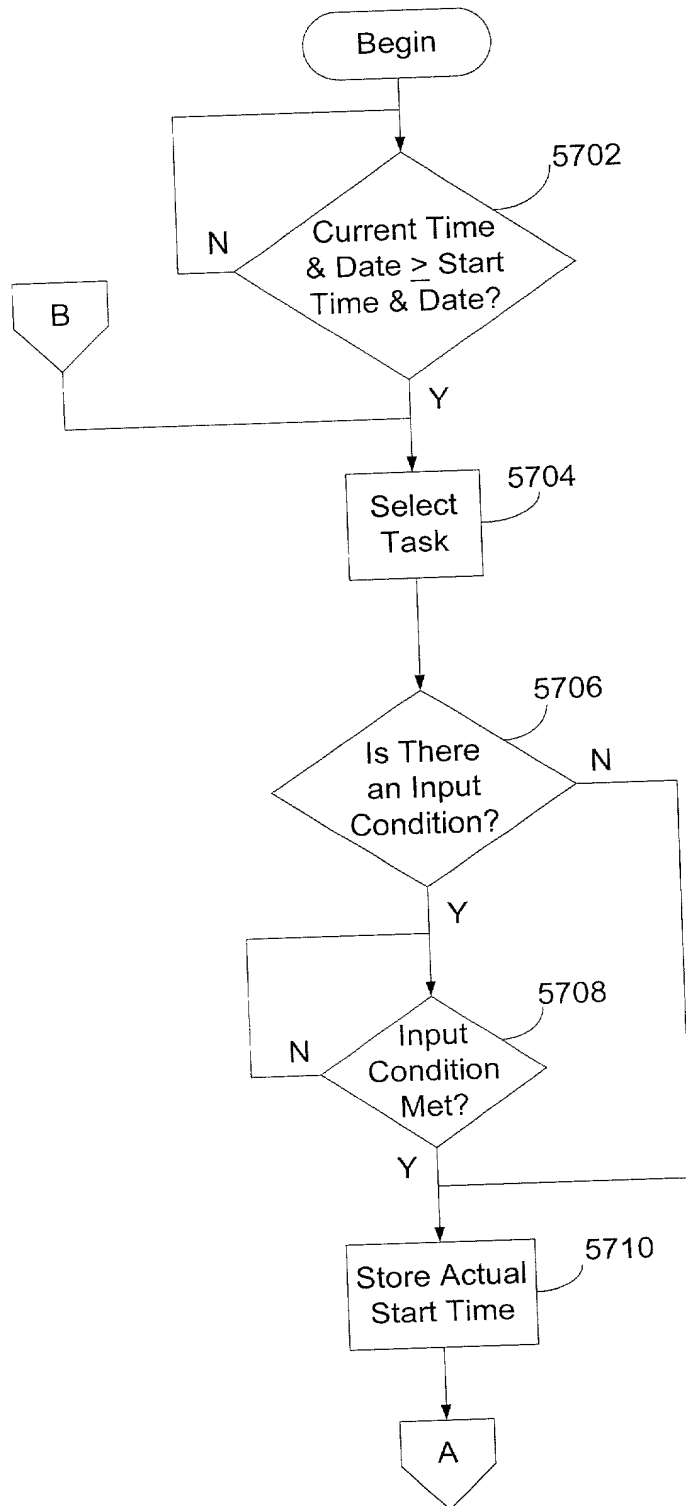 Begin
5702
Current Time
& Date ≥ Start
Time & Date?
N
B
Y
5704
Select
Task
5706
Is There
an Input
Condition?
N
Y
5708
Input
Condition
Met?
N
Y
5710
Store Actual
Start Time
A